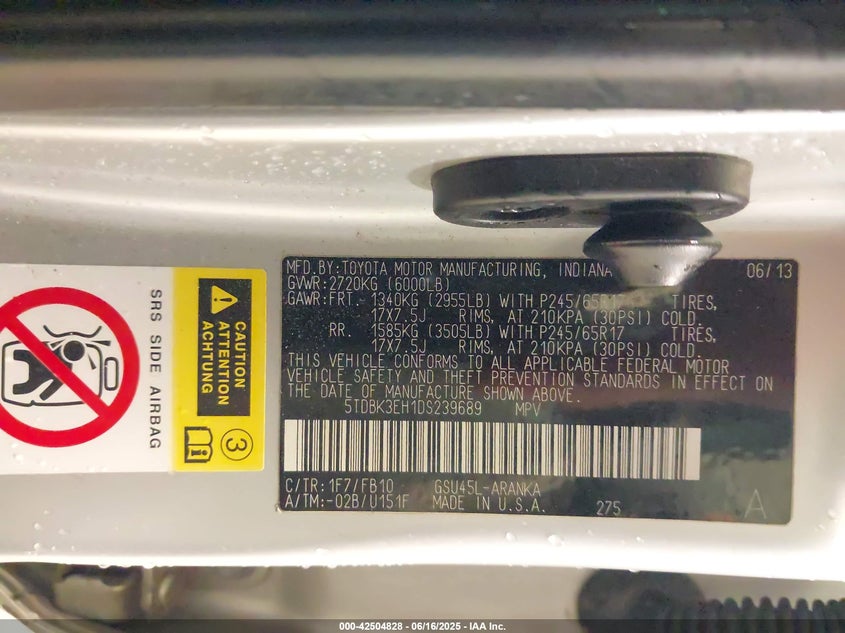 MFD.BY:TOYOTA MOTOR MANUFACTURING, INDIANA 06/13
GVWR:2720KG (6000LB)
GAWR:FRT. 1340KG (2955LB) WITH P245/65R17 TIRES,
17X7.5J RIMS, AT 210KPA (30PSI) COLD.
RR. 1585KG (3505LB) WITH P245/65R17 TIRES,
17X7.5J RIMS, AT 210KPA (30PSI) COLD.
THIS VEHICLE CONFORMS TO ALL APPLICABLE FEDERAL MOTOR
VEHICLE SAFETY AND THEFT PREVENTION STANDARDS IN EFFECT ON
THE DATE OF MANUFACTURE SHOWN ABOVE.
5TDBK3EH1DS239689 MPV
C/TR:1F7/FB10 GSU45L-ARANKA
A/TM:-02B/U151F MADE IN U.S.A. 275 A
SRS SIDE AIRBAG
CAUTION
ATTENTION
ACHTUNG
3
000-42504828 - 06/16/2025 - IAA Inc.